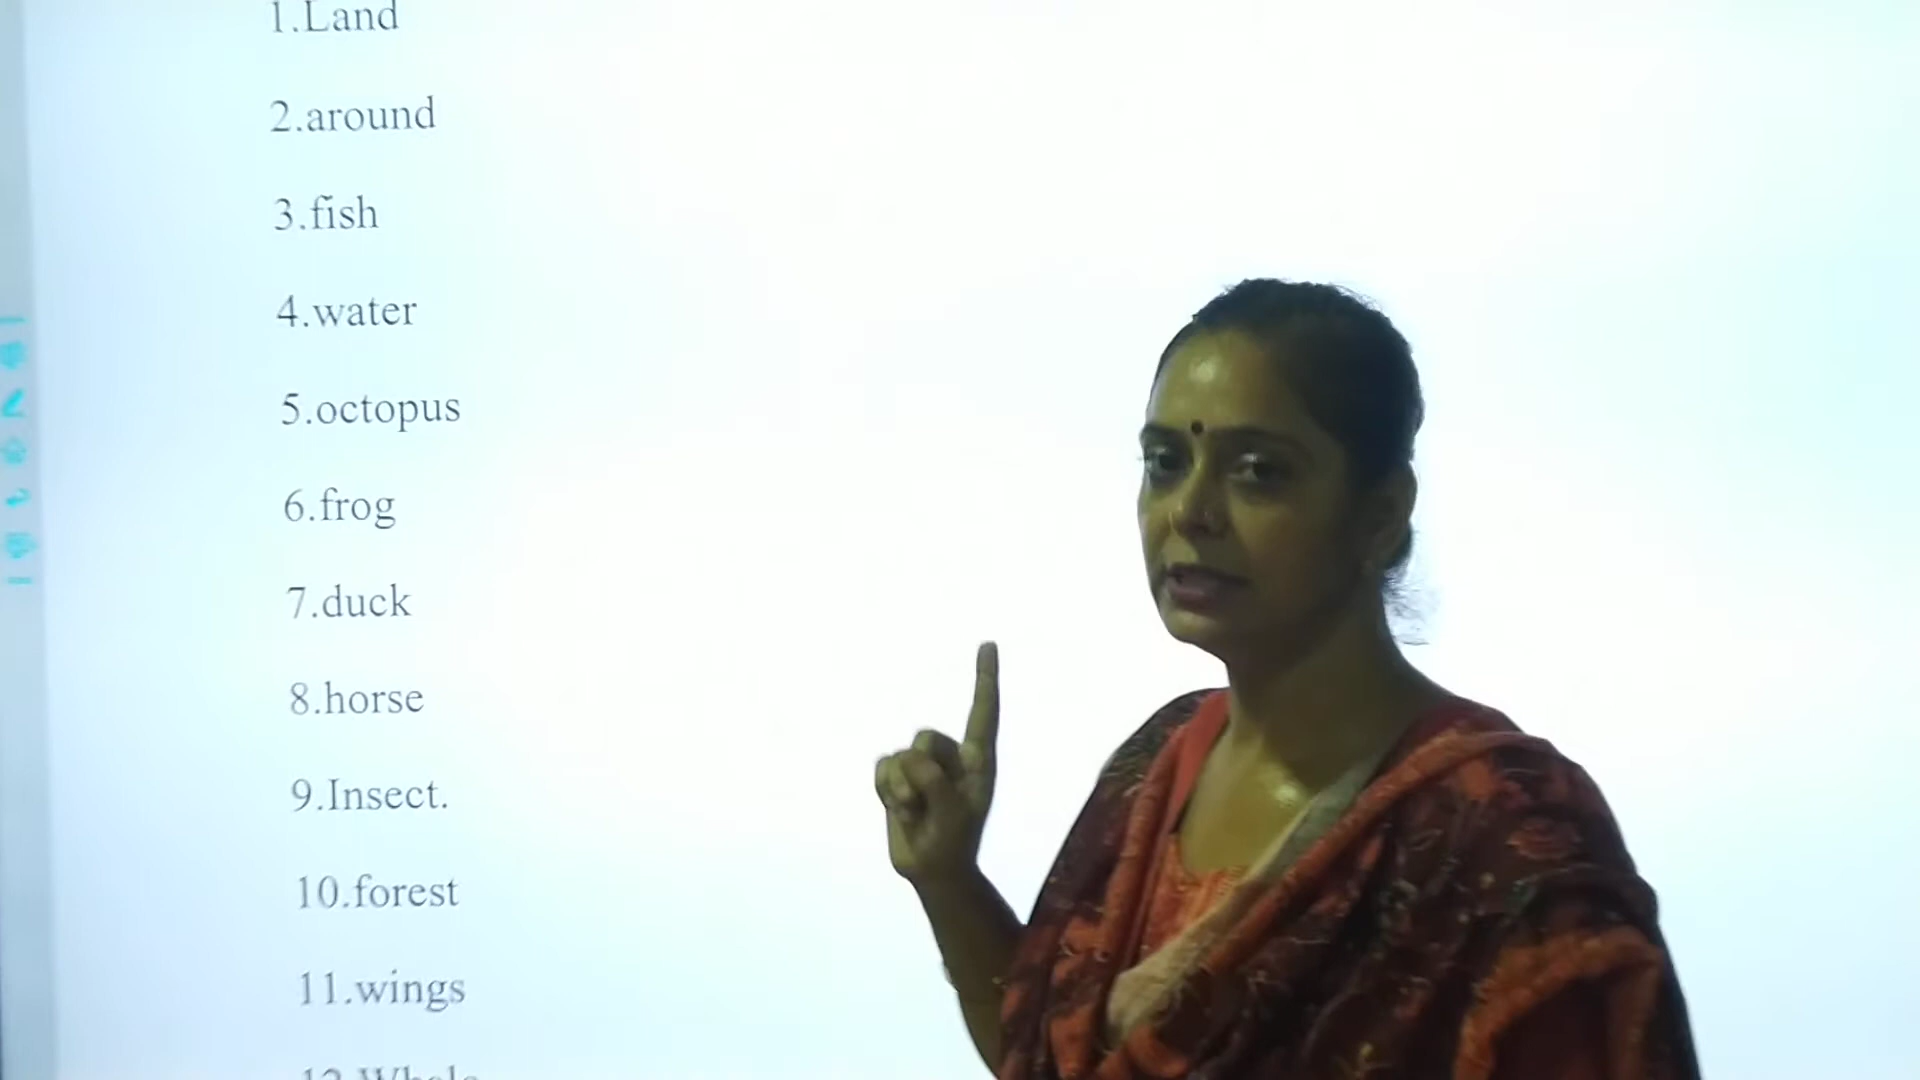 1.Land
2.around
3.fish
4.water
5.octopus
6.frog
7.duck
8.horse
9.Insect.
10.forest
11.wings